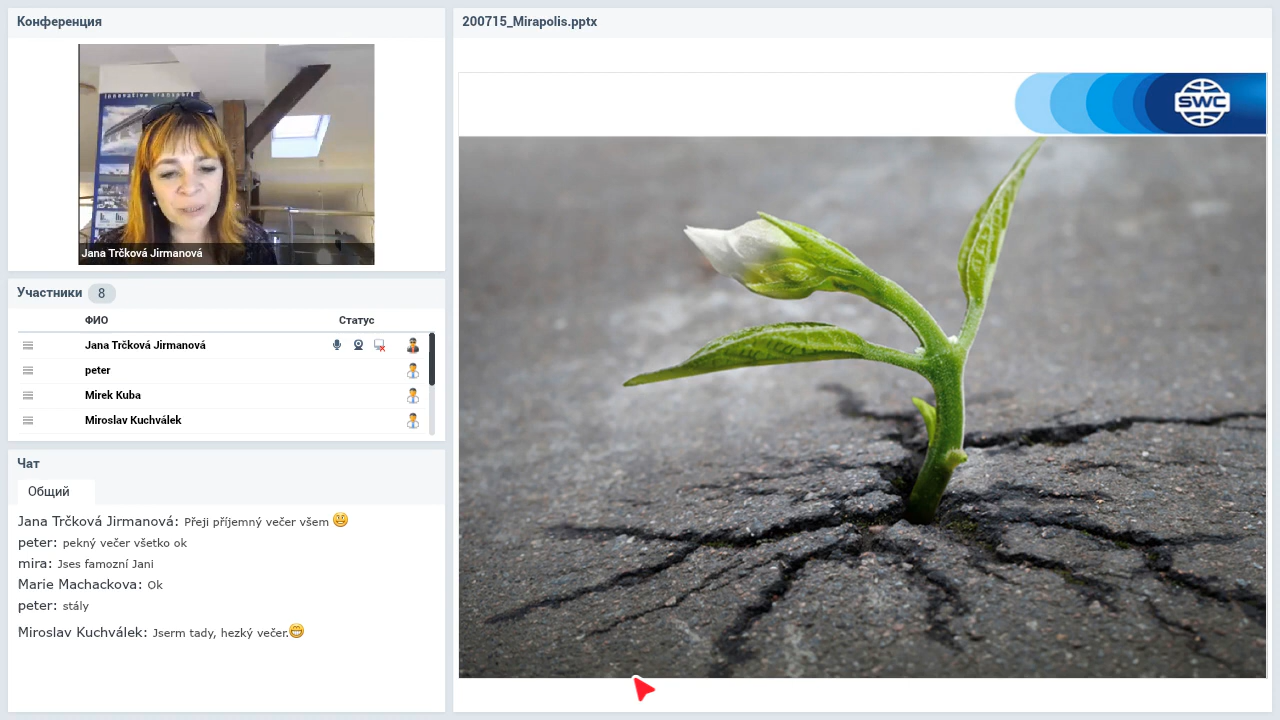 Конференция
innovative transport
Jana Trčková Jirmanová
Участники 8
ФИО Статус
Jana Trčková Jirmanová
peter
Mirek Kuba
Miroslav Kuchválek
Чат
Общий
Jana Trčková Jirmanová: Přeji příjemný večer všem
peter: pekný večer všetko ok
mira: Jses famozní Jani
Marie Machackova: Ok
peter: stály
Miroslav Kuchválek: Jserm tady, hezký večer.
200715_Mirapolis.pptx
SWC